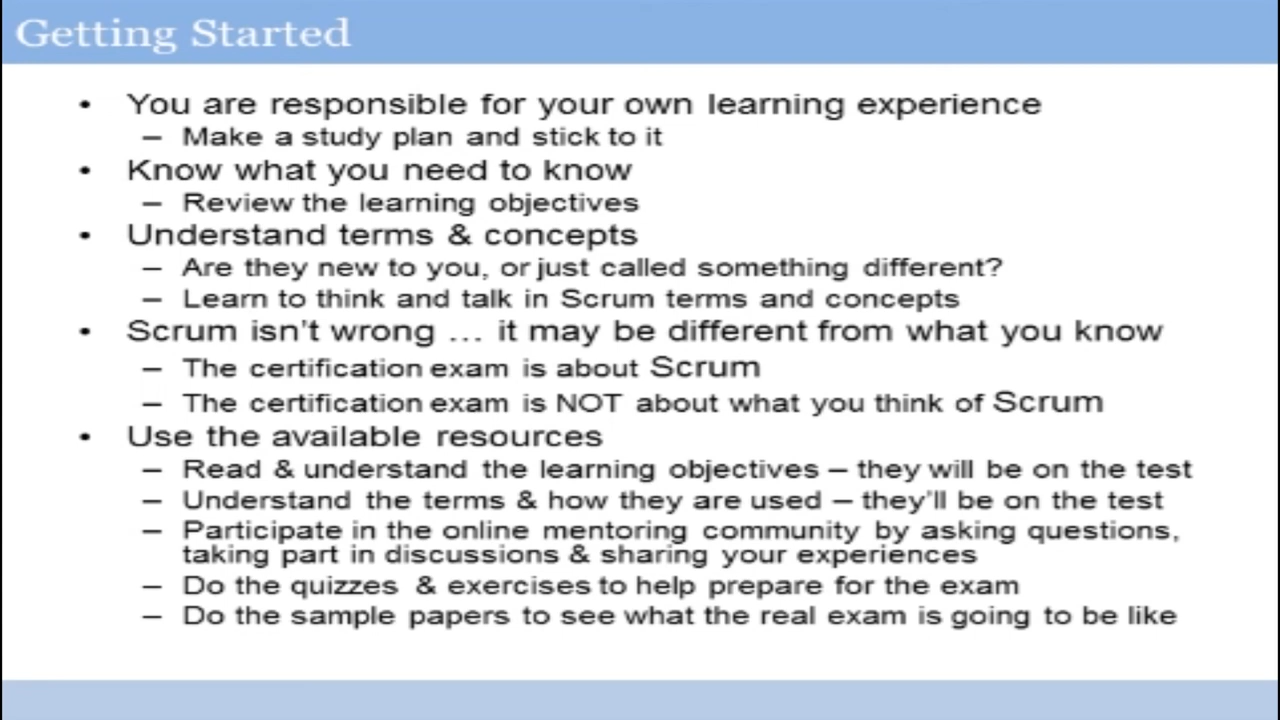 Getting Started
• You are responsible for your own learning experience
– Make a study plan and stick to it
• Know what you need to know
– Review the learning objectives
• Understand terms & concepts
– Are they new to you, or just called something different?
– Learn to think and talk in Scrum terms and concepts
• Scrum isn't wrong … it may be different from what you know
– The certification exam is about Scrum
– The certification exam is NOT about what you think of Scrum
• Use the available resources
– Read & understand the learning objectives – they will be on the test
– Understand the terms & how they are used – they'll be on the test
– Participate in the online mentoring community by asking questions,
taking part in discussions & sharing your experiences
– Do the quizzes & exercises to help prepare for the exam
– Do the sample papers to see what the real exam is going to be like